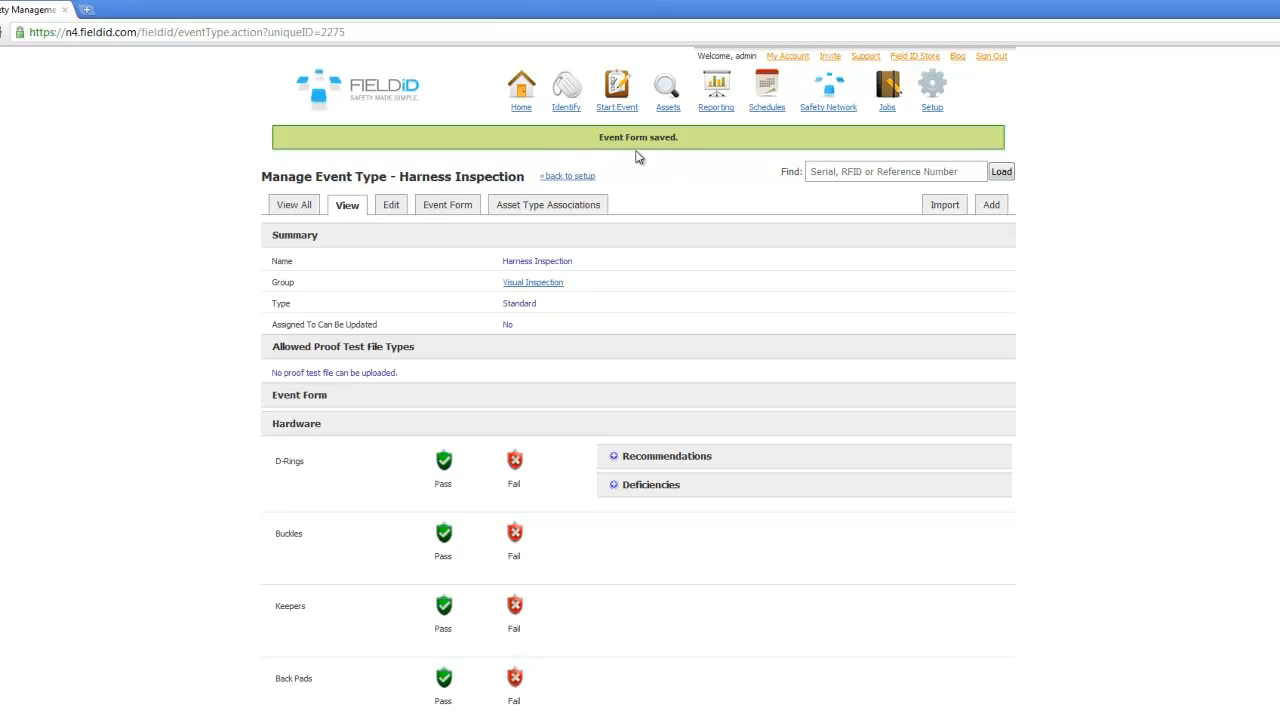 ety Manageme
https://n4.fieldid.com/fieldid/eventType.action?uniqueID=2275
Welcome, admin My Account Invite Support Field ID Store Blog Sign Out
FIELDiD
SAFETY MADE SIMPLE.
Home Identify Start Event Assets Reporting Schedules Safety Network Jobs Setup
Event Form saved.
Manage Event Type - Harness Inspection « back to setup
Find: Serial, RFID or Reference Number Load
View All View Edit Event Form Asset Type Associations Import Add
Summary
Name Harness Inspection
Group Visual Inspection
Type Standard
Assigned To Can Be Updated No
Allowed Proof Test File Types
No proof test file can be uploaded.
Event Form
Hardware
D-Rings
Pass Fail
Recommendations
Deficiencies
Buckles
Pass Fail
Keepers
Pass Fail
Back Pads
Pass Fail